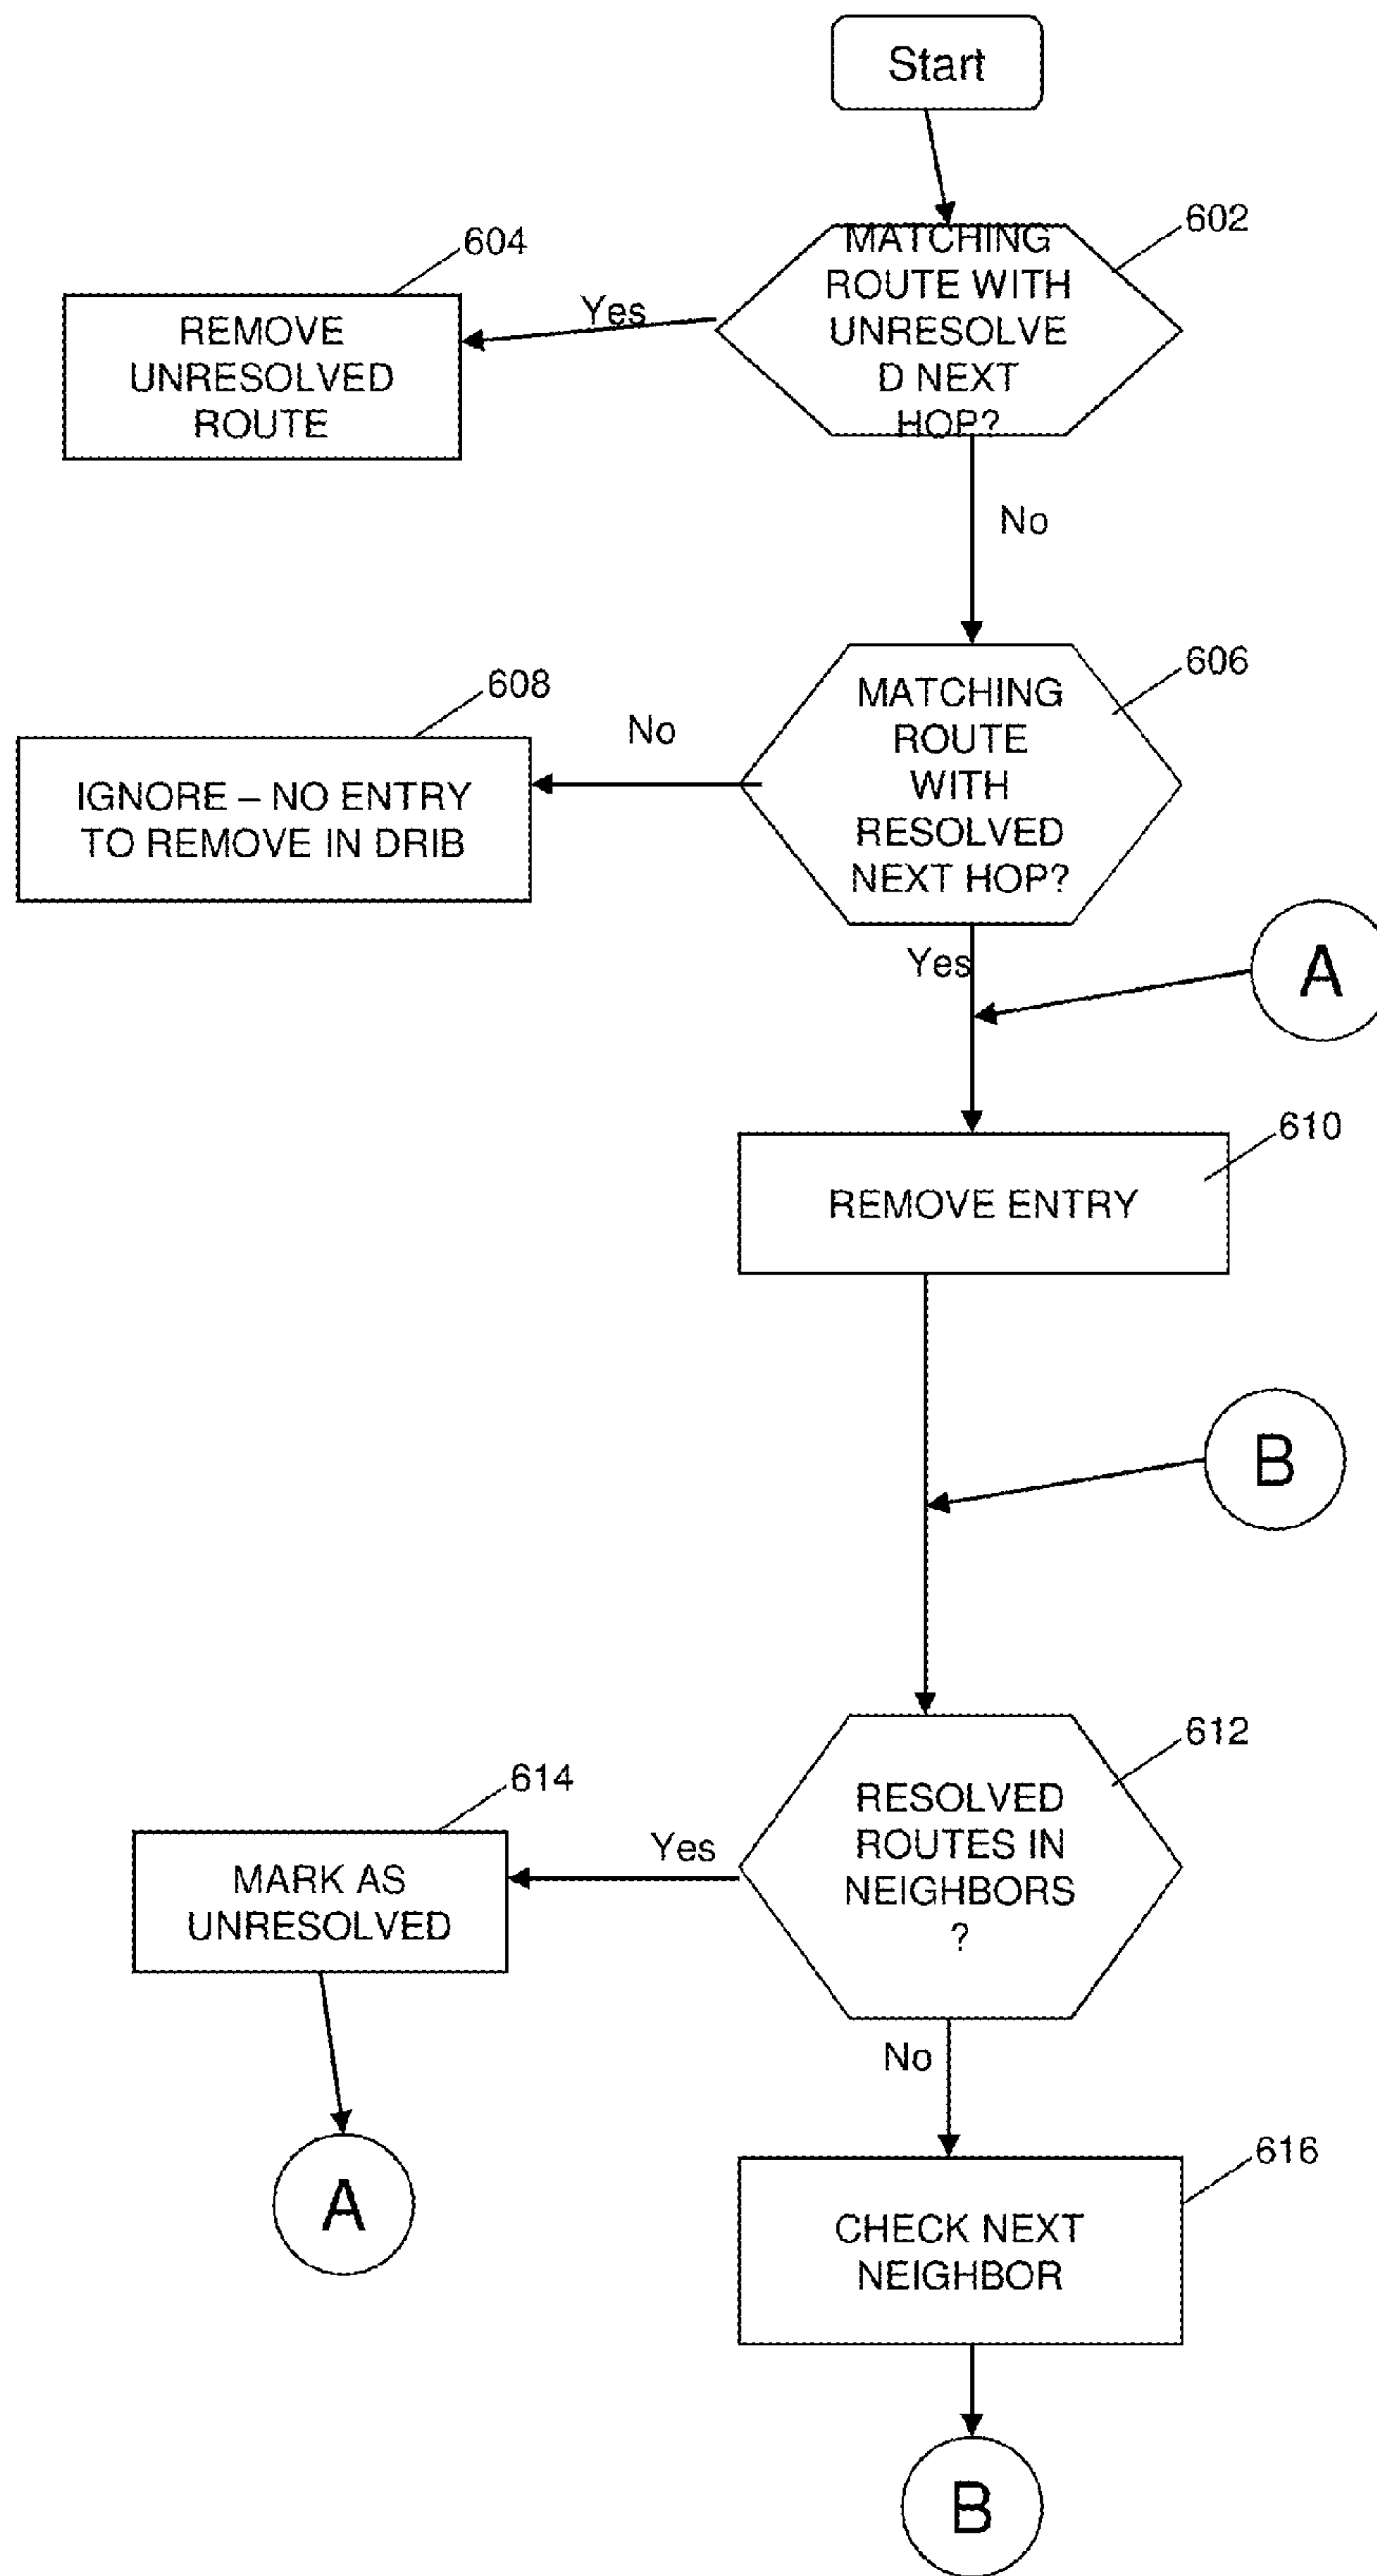 Start
602
MATCHING
ROUTE WITH
UNRESOLVE
D NEXT
HOP?
604
Yes
REMOVE
UNRESOLVED
ROUTE
No
606
MATCHING
ROUTE
WITH
RESOLVED
NEXT HOP?
608
No
IGNORE – NO ENTRY
TO REMOVE IN DRIB
Yes
A
610
REMOVE ENTRY
B
612
RESOLVED
ROUTES IN
NEIGHBORS
?
614
Yes
MARK AS
UNRESOLVED
No
A
616
CHECK NEXT
NEIGHBOR
B